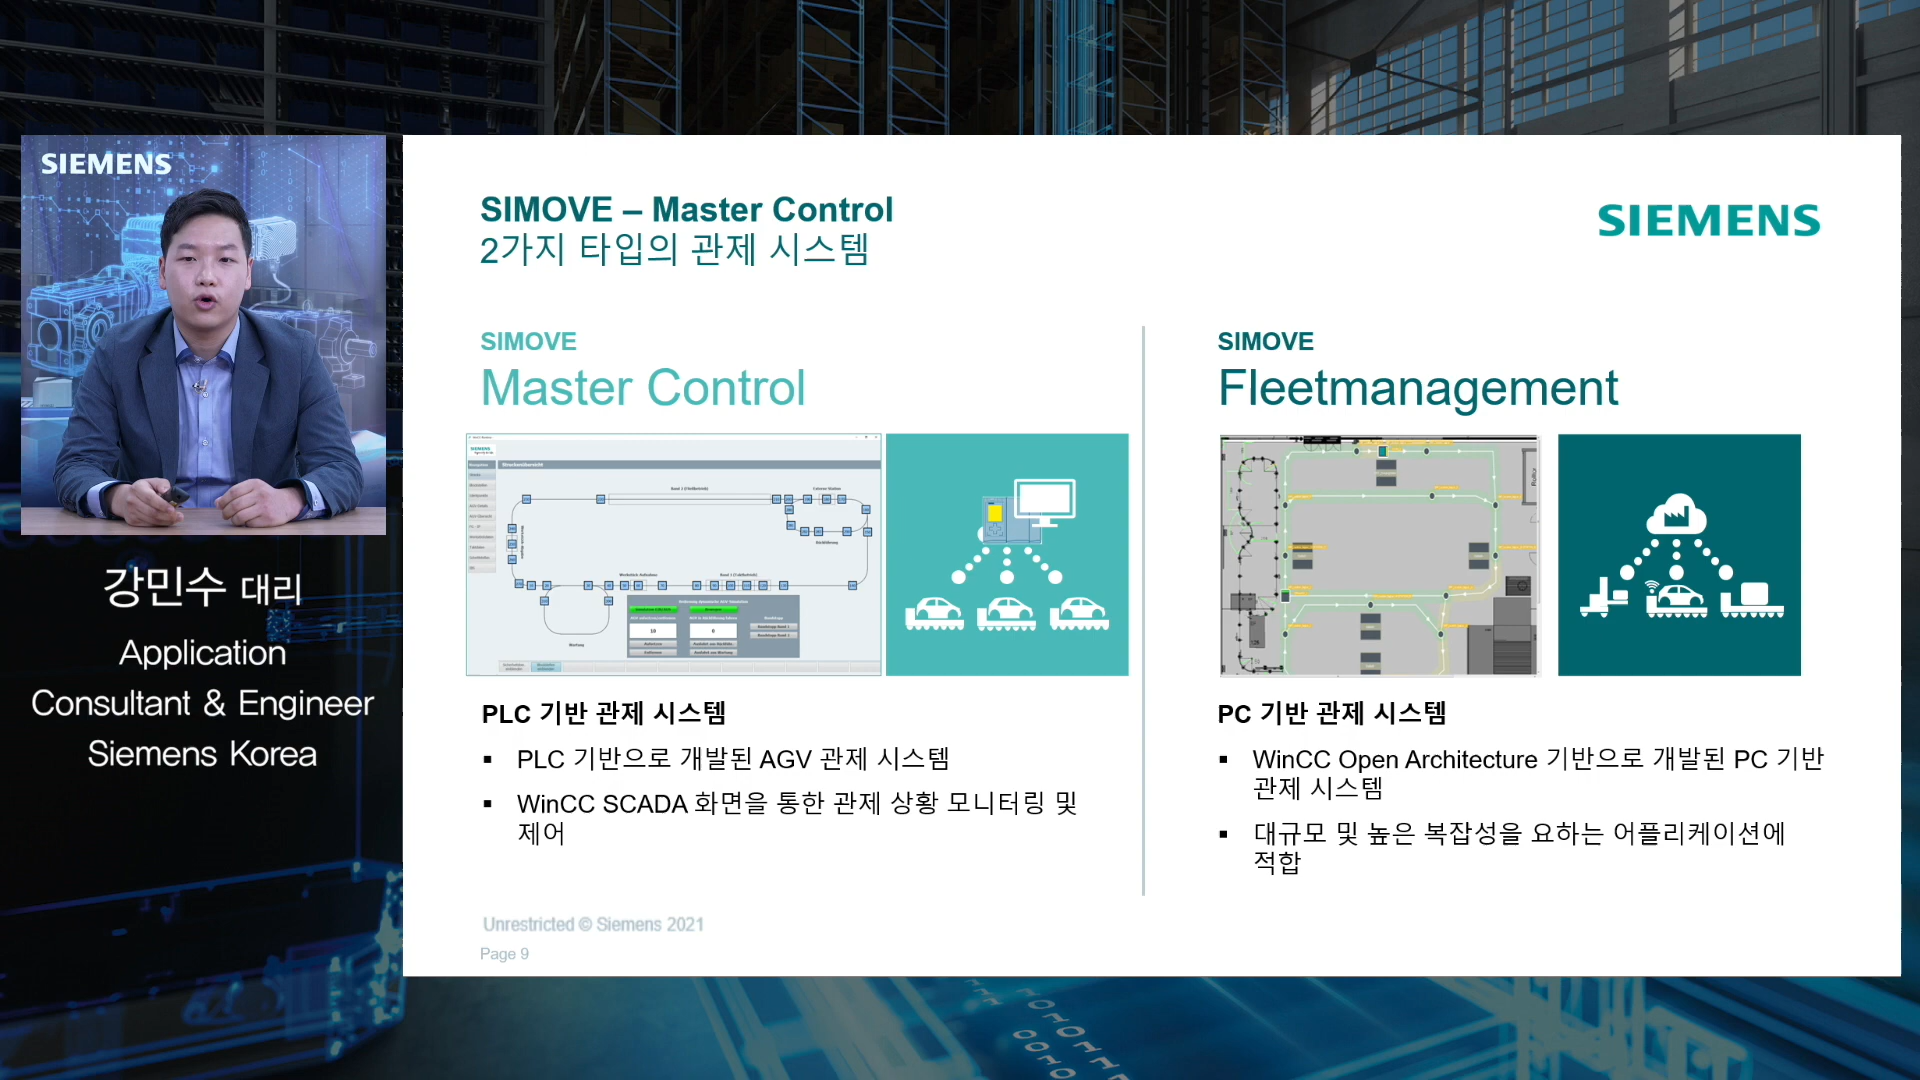 SIEMENS
강민수 대리
Application
Consultant & Engineer
Siemens Korea
SIMOVE – Master Control
2가지 타입의 관제 시스템
SIEMENS
SIMOVE
Master Control
PLC 기반 관제 시스템
▪ PLC 기반으로 개발된 AGV 관제 시스템
▪ WinCC SCADA 화면을 통한 관제 상황 모니터링 및
제어
SIMOVE
Fleetmanagement
PC 기반 관제 시스템
▪ WinCC Open Architecture 기반으로 개발된 PC 기반
관제 시스템
▪ 대규모 및 높은 복잡성을 요하는 어플리케이션에
적합
Unrestricted © Siemens 2021
Page 9